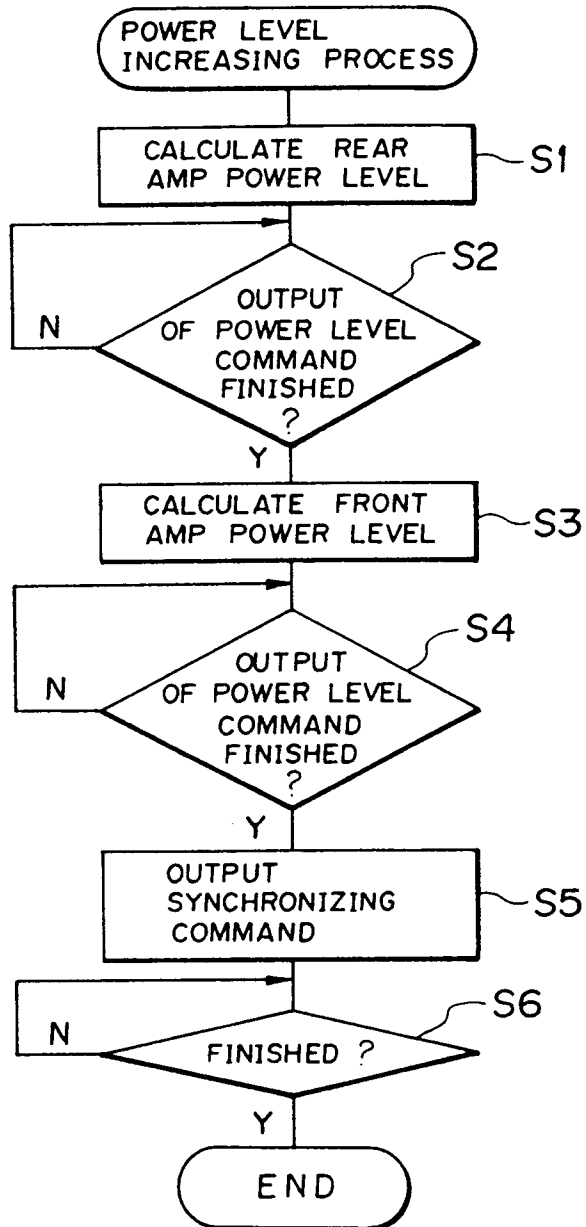 POWER LEVEL
INCREASING PROCESS
CALCULATE REAR
AMP POWER LEVEL
S1
S2
OUTPUT
OF POWER LEVEL
COMMAND
FINISHED
?
N
Y
CALCULATE FRONT
AMP POWER LEVEL
S3
S4
OUTPUT
OF POWER LEVEL
COMMAND
FINISHED
?
N
Y
OUTPUT
SYNCHRONIZING
COMMAND
S5
S6
FINISHED ?
N
Y
END